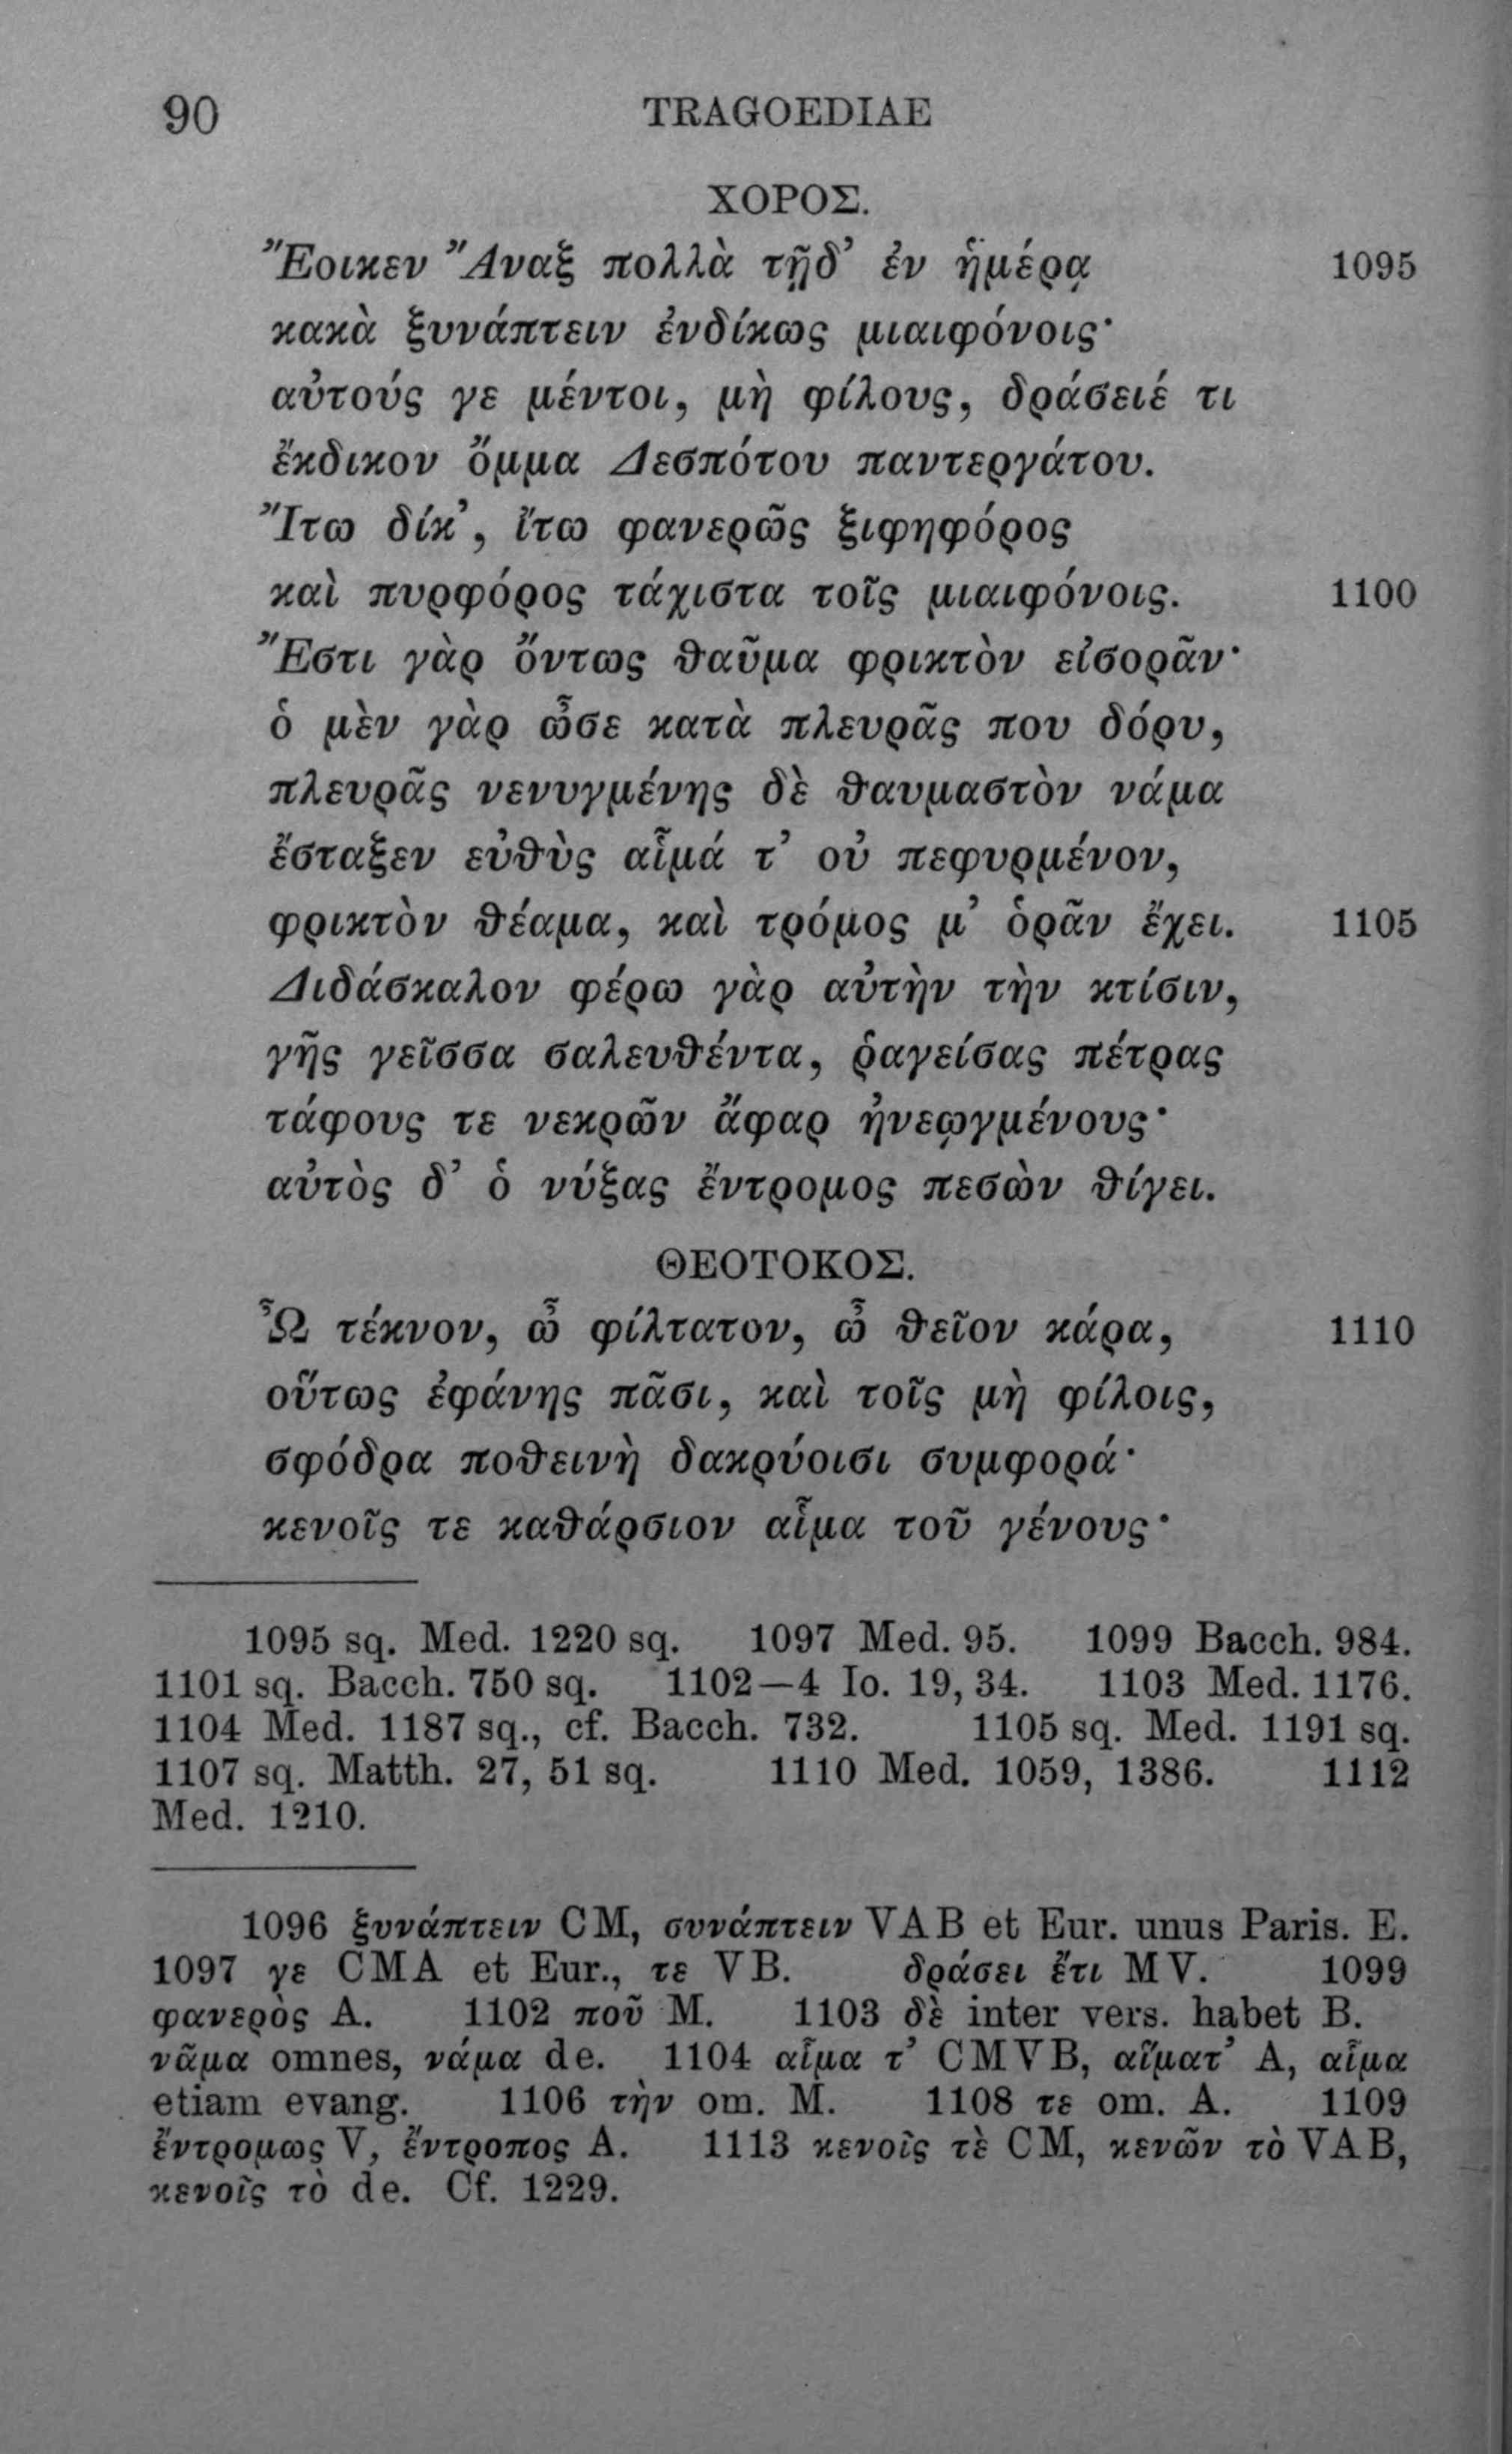 90 TRAGOEDIAE
ΧΟΡΟΣ.
Ἔοικεν Ἄναξ πολλὰ τῇδ’ ἐν ἡμέρᾳ 1095
κακὰ ξυνάπτειν ἐνδίκως μιαιφόνοις·
αὐτούς γε μέντοι, μὴ φίλους, δράσειέ τι
ἔκδικον ὄμμα Δεσπότου παντεργάτου.
Ἴτω δίκ’, ἴτω φανερῶς ξιφηφόρος
καὶ πυρφόρος τάχιστα τοῖς μιαιφόνοις. 1100
Ἔστι γὰρ ὄντως θαῦμα φρικτὸν εἰσορᾶν·
ὁ μὲν γὰρ ὦσε κατὰ πλευρᾶς που δόρυ,
πλευρᾶς νενυγμένης δὲ θαυμαστὸν νάμα
ἔσταξεν εὐθὺς αἷμά τ’ οὐ πεφυρμένον,
φρικτὸν θέαμα, καὶ τρόμος μ’ ὁρᾶν ἔχει. 1105
Διδάσκαλον φέρω γὰρ αὐτὴν τὴν κτίσιν,
γῆς γεῖσσα σαλευθέντα, ῥαγείσας πέτρας
τάφους τε νεκρῶν ἄφαρ ἠνεῳγμένους·
αὐτὸς δ’ ὁ νύξας ἔντρομος πεσὼν θίγει.
ΘΕΟΤΟΚΟΣ.
Ὦ τέκνον, ὦ φίλτατον, ὦ θεῖον κάρα, 1110
οὕτως ἐφάνης πᾶσι, καὶ τοῖς μὴ φίλοις,
σφόδρα ποθεινὴ δακρύοισι συμφορά·
κενοῖς τε καθάρσιον αἷμα τοῦ γένους·
1095 sq. Med. 1220 sq. 1097 Med. 95. 1099 Bacch. 984.
1101 sq. Bacch. 750 sq. 1102—4 Io. 19, 34. 1103 Med. 1176.
1104 Med. 1187 sq., cf. Bacch. 732. 1105 sq. Med. 1191 sq.
1107 sq. Matth. 27, 51 sq. 1110 Med. 1059, 1386. 1112
Med. 1210.
1096 ξυνάπτειν CM, συνάπτειν VAB et Eur. unus Paris. E.
1097 γε CMA et Eur., τε VB. δράσει ἔτι MV. 1099
φανερὸς A. 1102 ποῦ M. 1103 δὲ inter vers. habet B.
νᾶμα omnes, νάμα de. 1104 αἷμα τ’ CMVB, αἵματ’ A, αἷμα
etiam evang. 1106 τὴν om. M. 1108 τε om. A. 1109
ἔντρομως V, ἔντροπος A. 1113 κενοῖς τὲ CM, κενῶν τὸ VAB,
κενοῖς τὸ de. Cf. 1229.